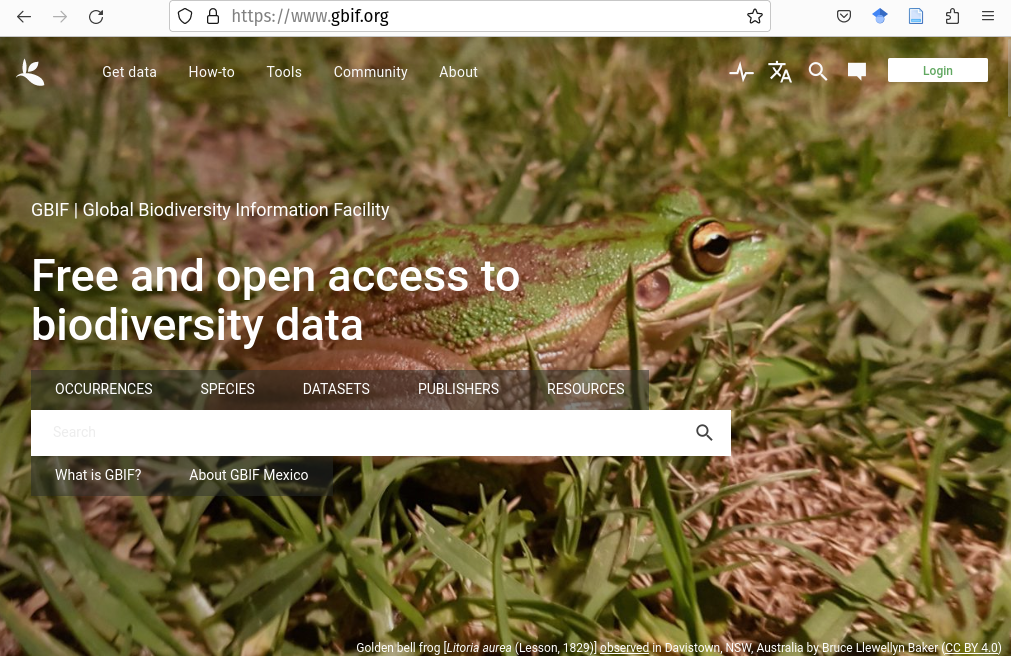 https://www.gbif.org
Get data How-to Tools Community About
Login
GBIF | Global Biodiversity Information Facility
Free and open access to
biodiversity data
OCCURRENCES SPECIES DATASETS PUBLISHERS RESOURCES
Search
What is GBIF? About GBIF Mexico
Golden bell frog [Litoria aurea (Lesson, 1829)] observed in Davistown, NSW, Australia by Bruce Llewellyn Baker (CC BY 4.0)